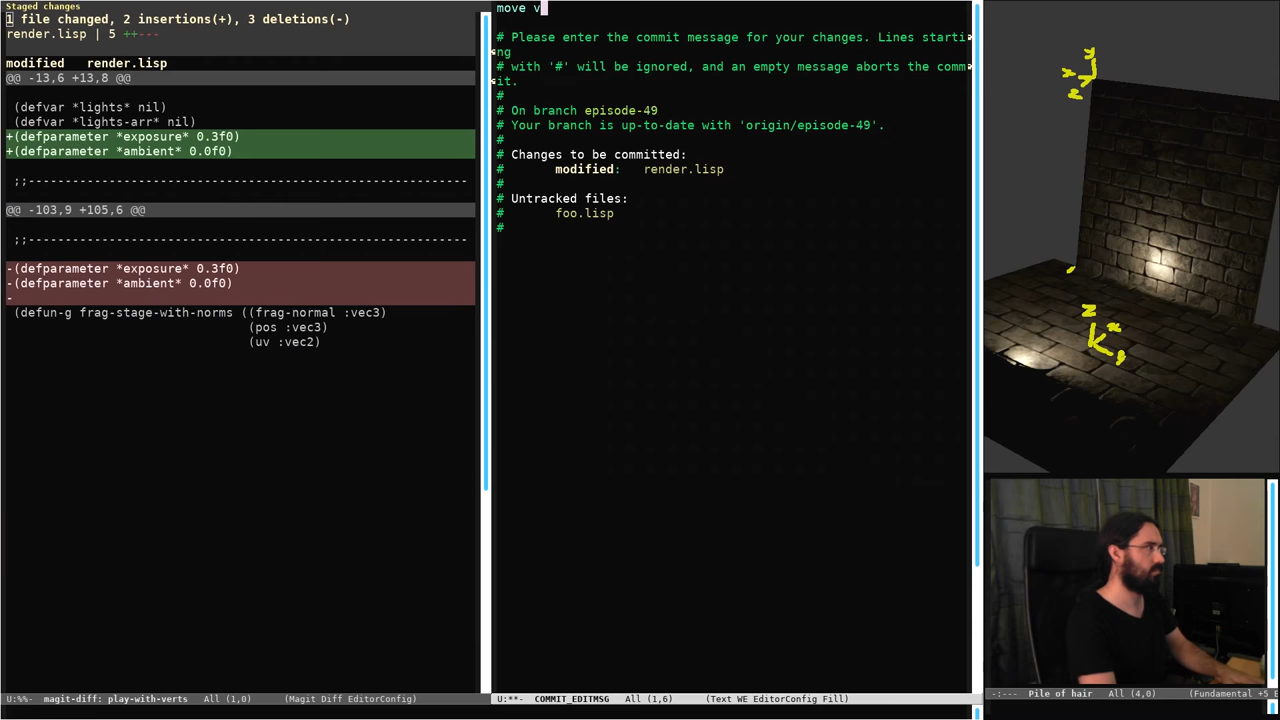 Staged changes
1 file changed, 2 insertions(+), 3 deletions(-)
render.lisp | 5 ++---
modified   render.lisp
@@ -13,6 +13,8 @@
(defvar *lights* nil)
(defvar *lights-arr* nil)
+(defparameter *exposure* 0.3f0)
+(defparameter *ambient* 0.0f0)
;;------------------------------------------------------------
@@ -103,9 +105,6 @@
;;------------------------------------------------------------
-(defparameter *exposure* 0.3f0)
-(defparameter *ambient* 0.0f0)
-
(defun-g frag-stage-with-norms ((frag-normal :vec3)
(pos :vec3)
(uv :vec2)
U:%%-  magit-diff: play-with-verts   All (1,0)   (Magit Diff EditorConfig)
move v
# Please enter the commit message for your changes. Lines starti
ng
# with '#' will be ignored, and an empty message aborts the comm
it.
#
# On branch episode-49
# Your branch is up-to-date with 'origin/episode-49'.
#
# Changes to be committed:
#       modified:   render.lisp
#
# Untracked files:
#       foo.lisp
#
U:**-  COMMIT_EDITMSG   All (1,6)   (Text WE EditorConfig Fill)
y
x
z
z
x
y
-:---  Pile of hair   All (4,0)   (Fundamental +5 E